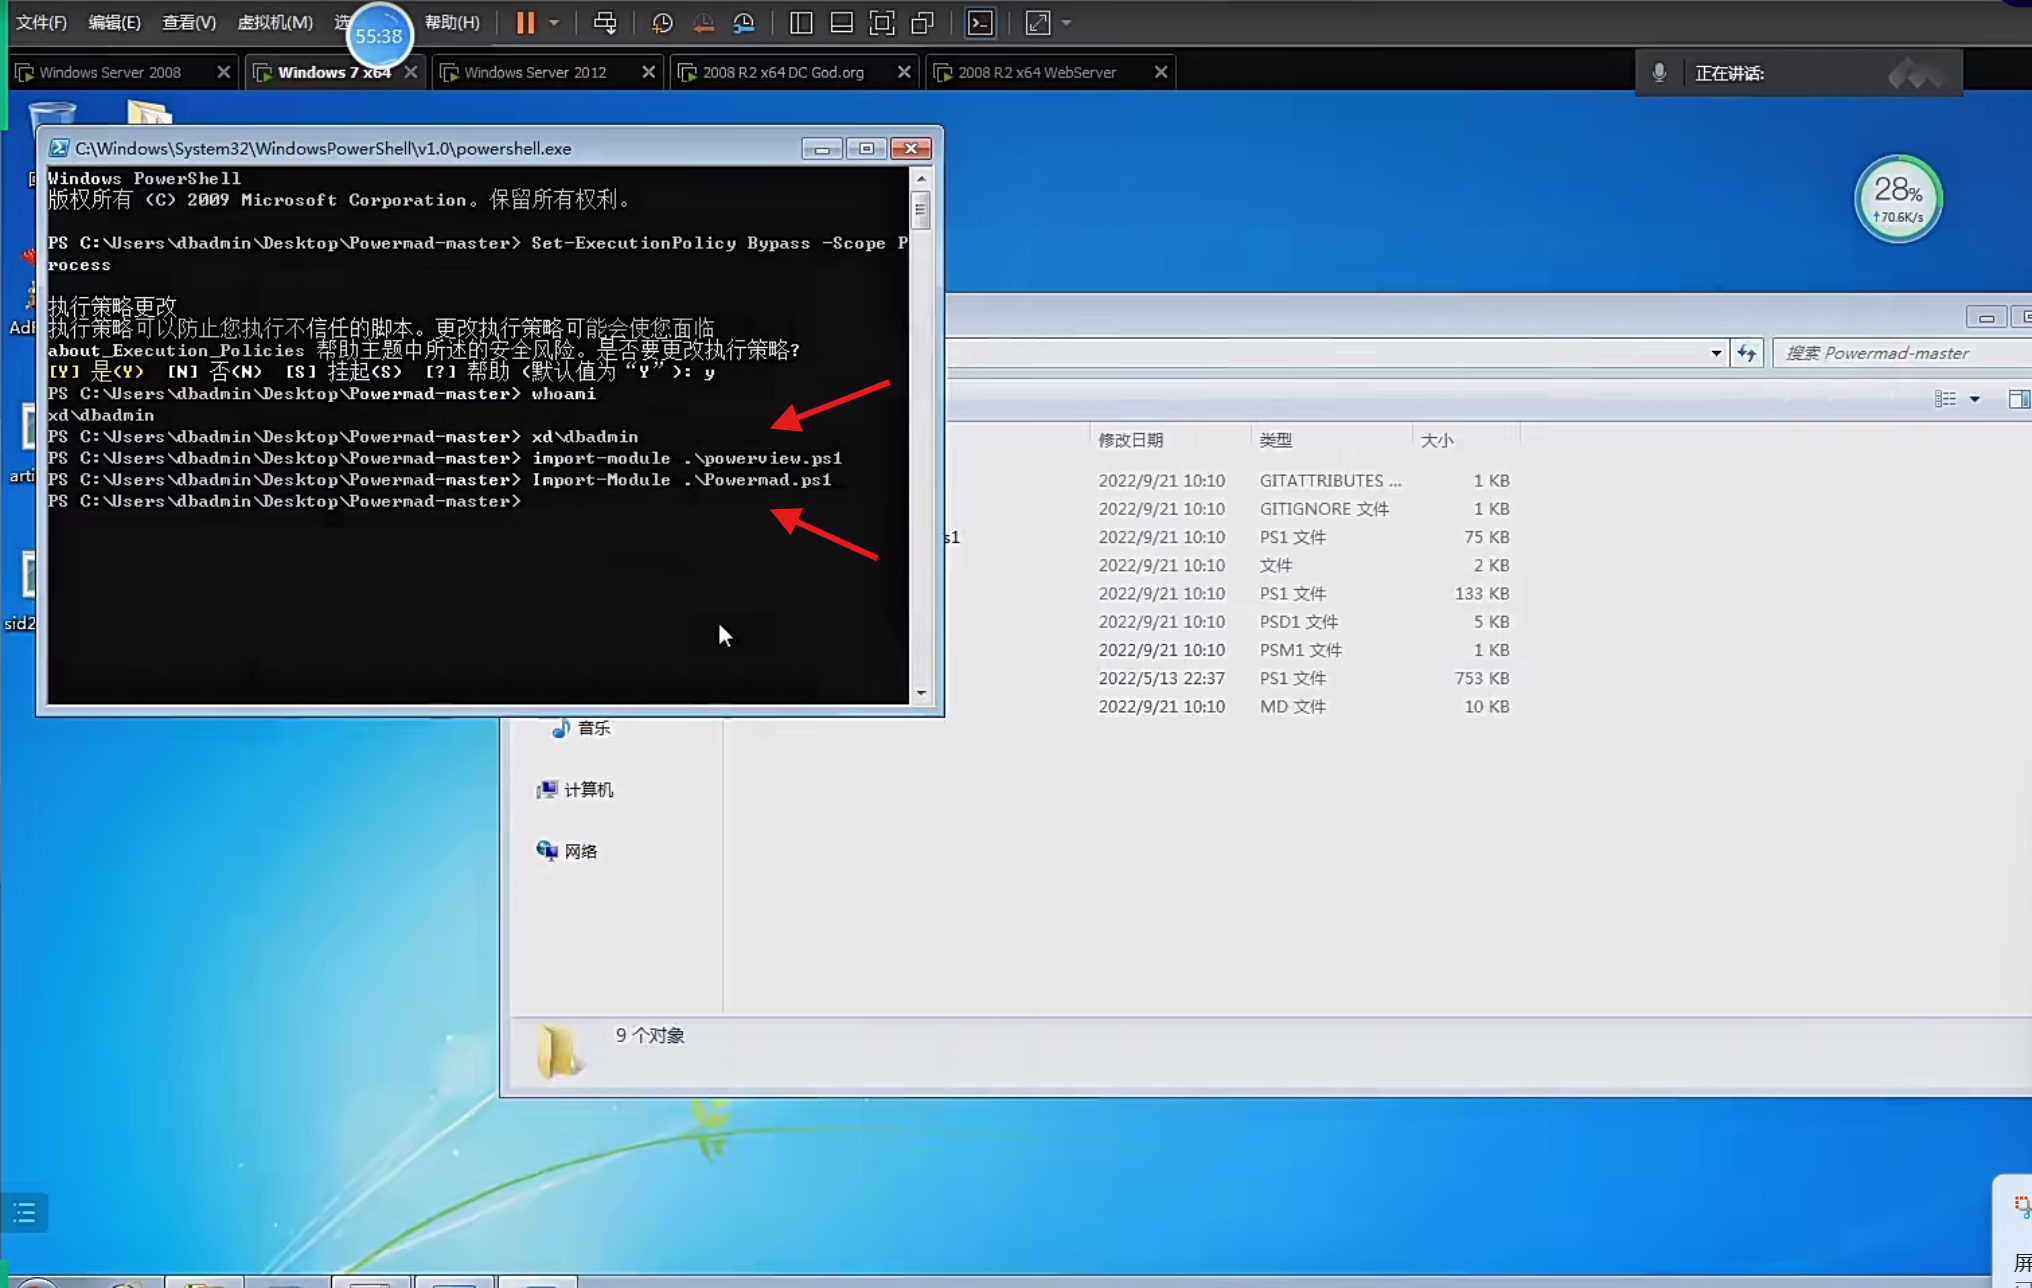 文件(F) 编辑(E) 查看(V) 虚拟机(M) 选 55:38 帮助(H)
Windows Server 2008
Windows 7 x64
Windows Server 2012
2008 R2 x64 DC God.org
2008 R2 x64 WebServer
正在讲话:
C:\Windows\System32\WindowsPowerShell\v1.0\powershell.exe
Windows PowerShell
版权所有 (C) 2009 Microsoft Corporation。保留所有权利。
PS C:\Users\dbadmin\Desktop\Powermad-master> Set-ExecutionPolicy Bypass -Scope P
rocess
执行策略更改
执行策略可以防止您执行不信任的脚本。更改执行策略可能会使您面临
about_Execution_Policies 帮助主题中所述的安全风险。是否要更改执行策略?
[Y] 是(Y)  [N] 否(N)  [S] 挂起(S)  [?] 帮助 (默认值为“Y”): y
PS C:\Users\dbadmin\Desktop\Powermad-master> whoami
xd\dbadmin
PS C:\Users\dbadmin\Desktop\Powermad-master> xd\dbadmin
PS C:\Users\dbadmin\Desktop\Powermad-master> import-module .\powerview.ps1
PS C:\Users\dbadmin\Desktop\Powermad-master> Import-Module .\Powermad.ps1
PS C:\Users\dbadmin\Desktop\Powermad-master>
28%
↑70.6K/s
搜索 Powermad-master
修改日期 类型 大小
2022/9/21 10:10 GITATTRIBUTES ... 1 KB
2022/9/21 10:10 GITIGNORE 文件 1 KB
s1 2022/9/21 10:10 PS1 文件 75 KB
2022/9/21 10:10 文件 2 KB
2022/9/21 10:10 PS1 文件 133 KB
2022/9/21 10:10 PSD1 文件 5 KB
2022/9/21 10:10 PSM1 文件 1 KB
2022/5/13 22:37 PS1 文件 753 KB
2022/9/21 10:10 MD 文件 10 KB
arti
sid2
音乐
计算机
网络
9 个对象
屏